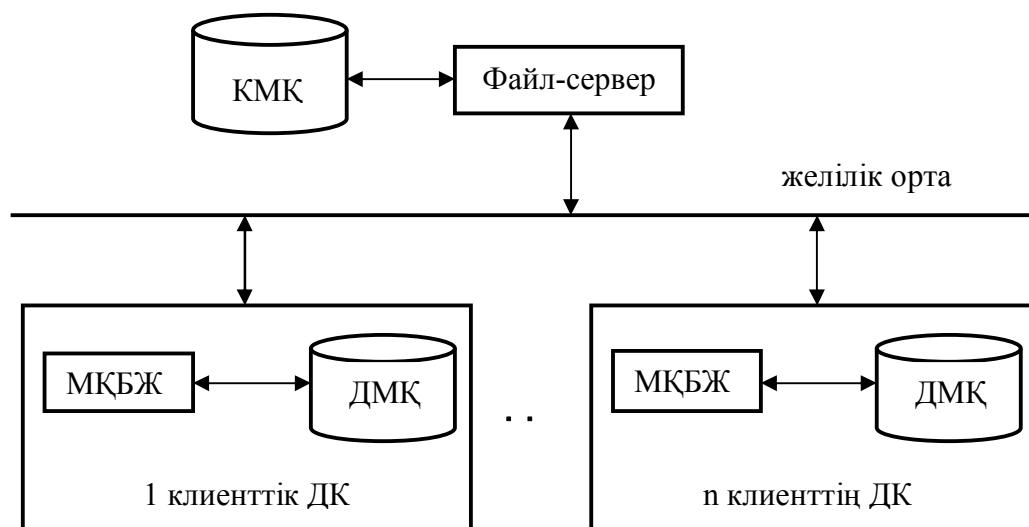 КМҚ
Файл-сервер
желілік орта
МҚБЖ
ДМҚ
1 клиенттік ДК
. .
МҚБЖ
ДМҚ
n клиенттің ДК